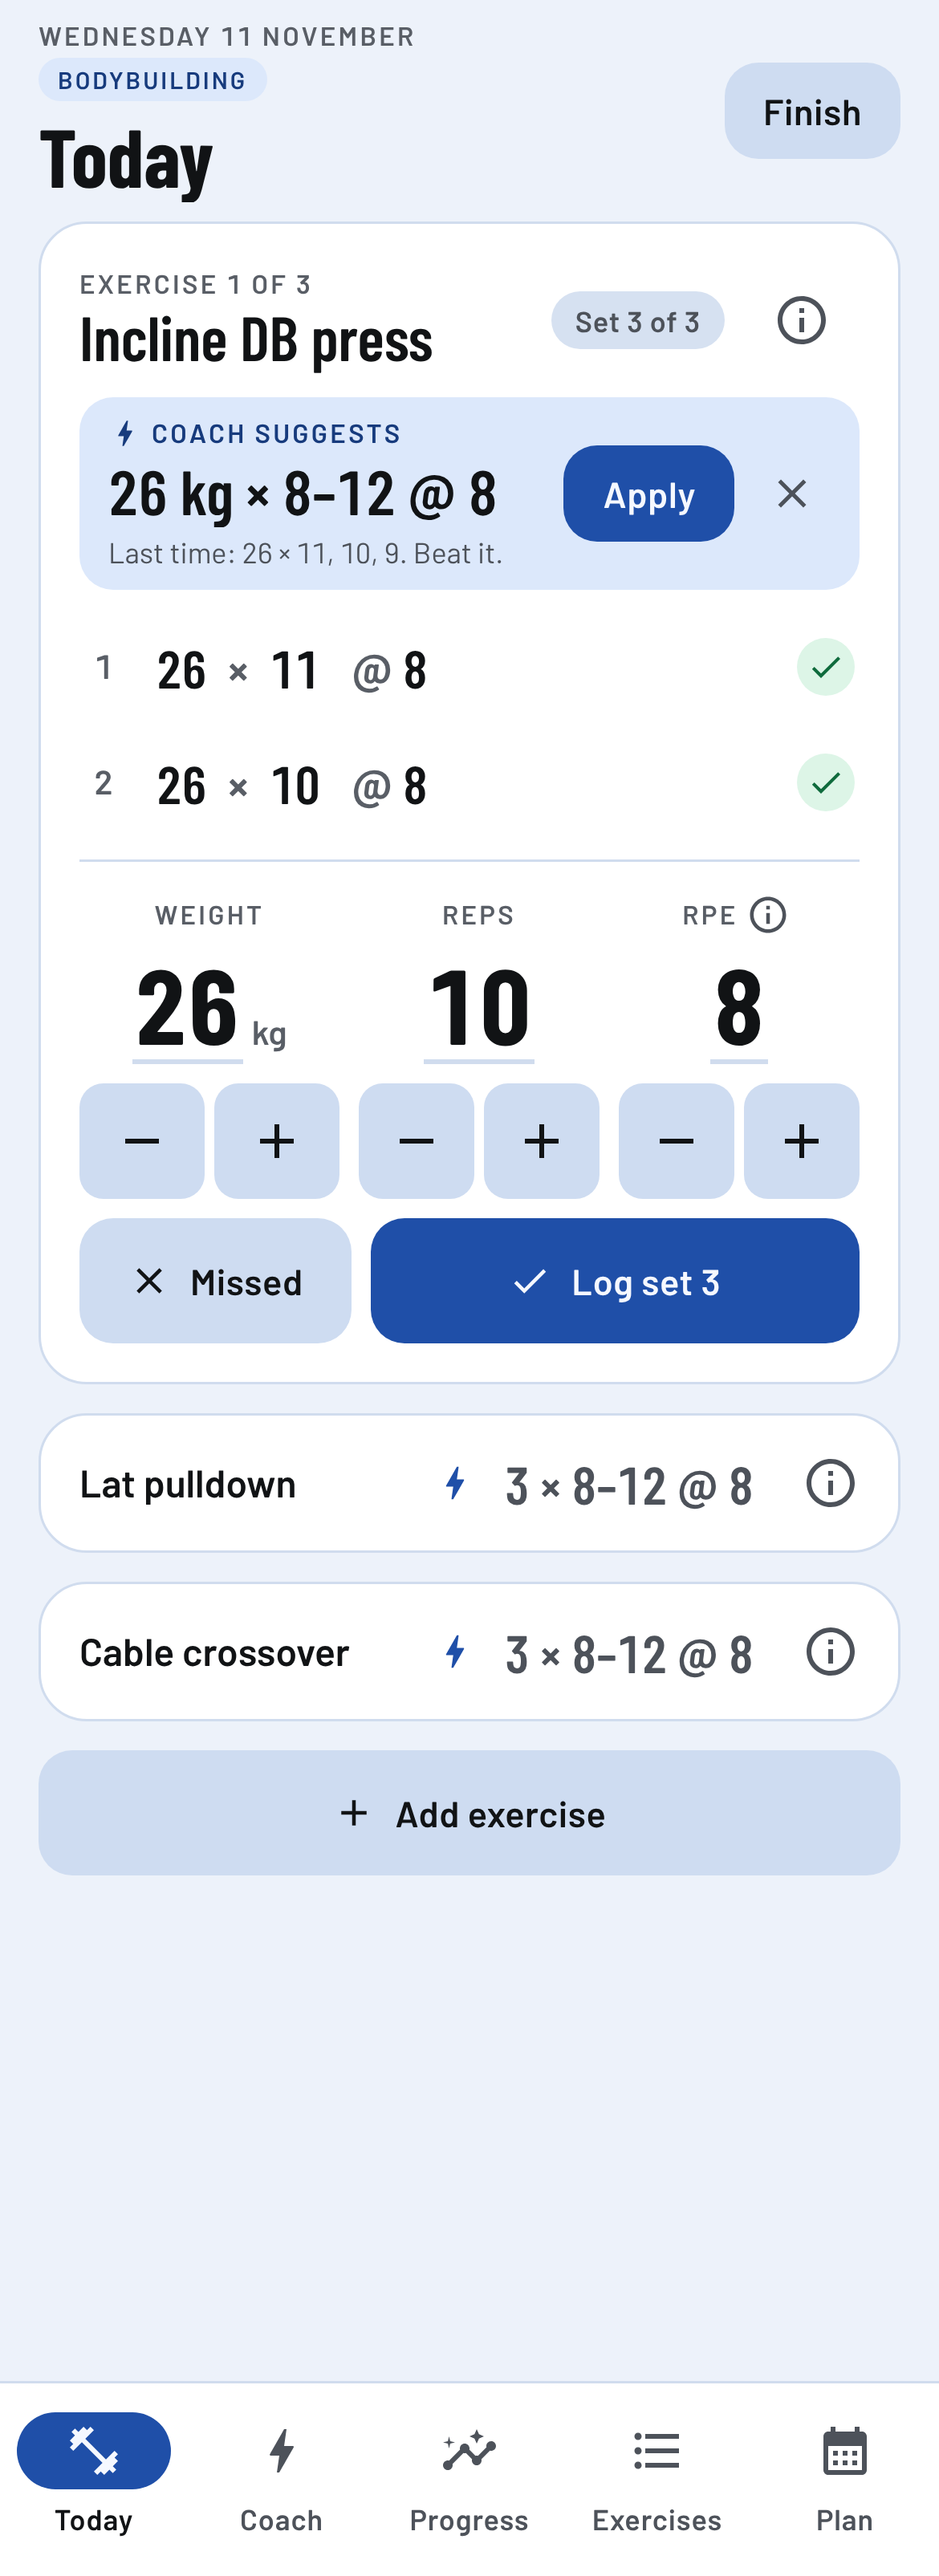 WEDNESDAY 11 NOVEMBER
BODYBUILDING
Today
Finish
EXERCISE 1 OF 3
Incline DB press
Set 3 of 3
COACH SUGGESTS
26 kg × 8–12 @ 8
Last time: 26 × 11, 10, 9. Beat it.
Apply
1 26 × 11 @ 8
2 26 × 10 @ 8
WEIGHT REPS RPE
26 kg 10 8
Missed
Log set 3
Lat pulldown 3 × 8–12 @ 8
Cable crossover 3 × 8–12 @ 8
Add exercise
Today Coach Progress Exercises Plan